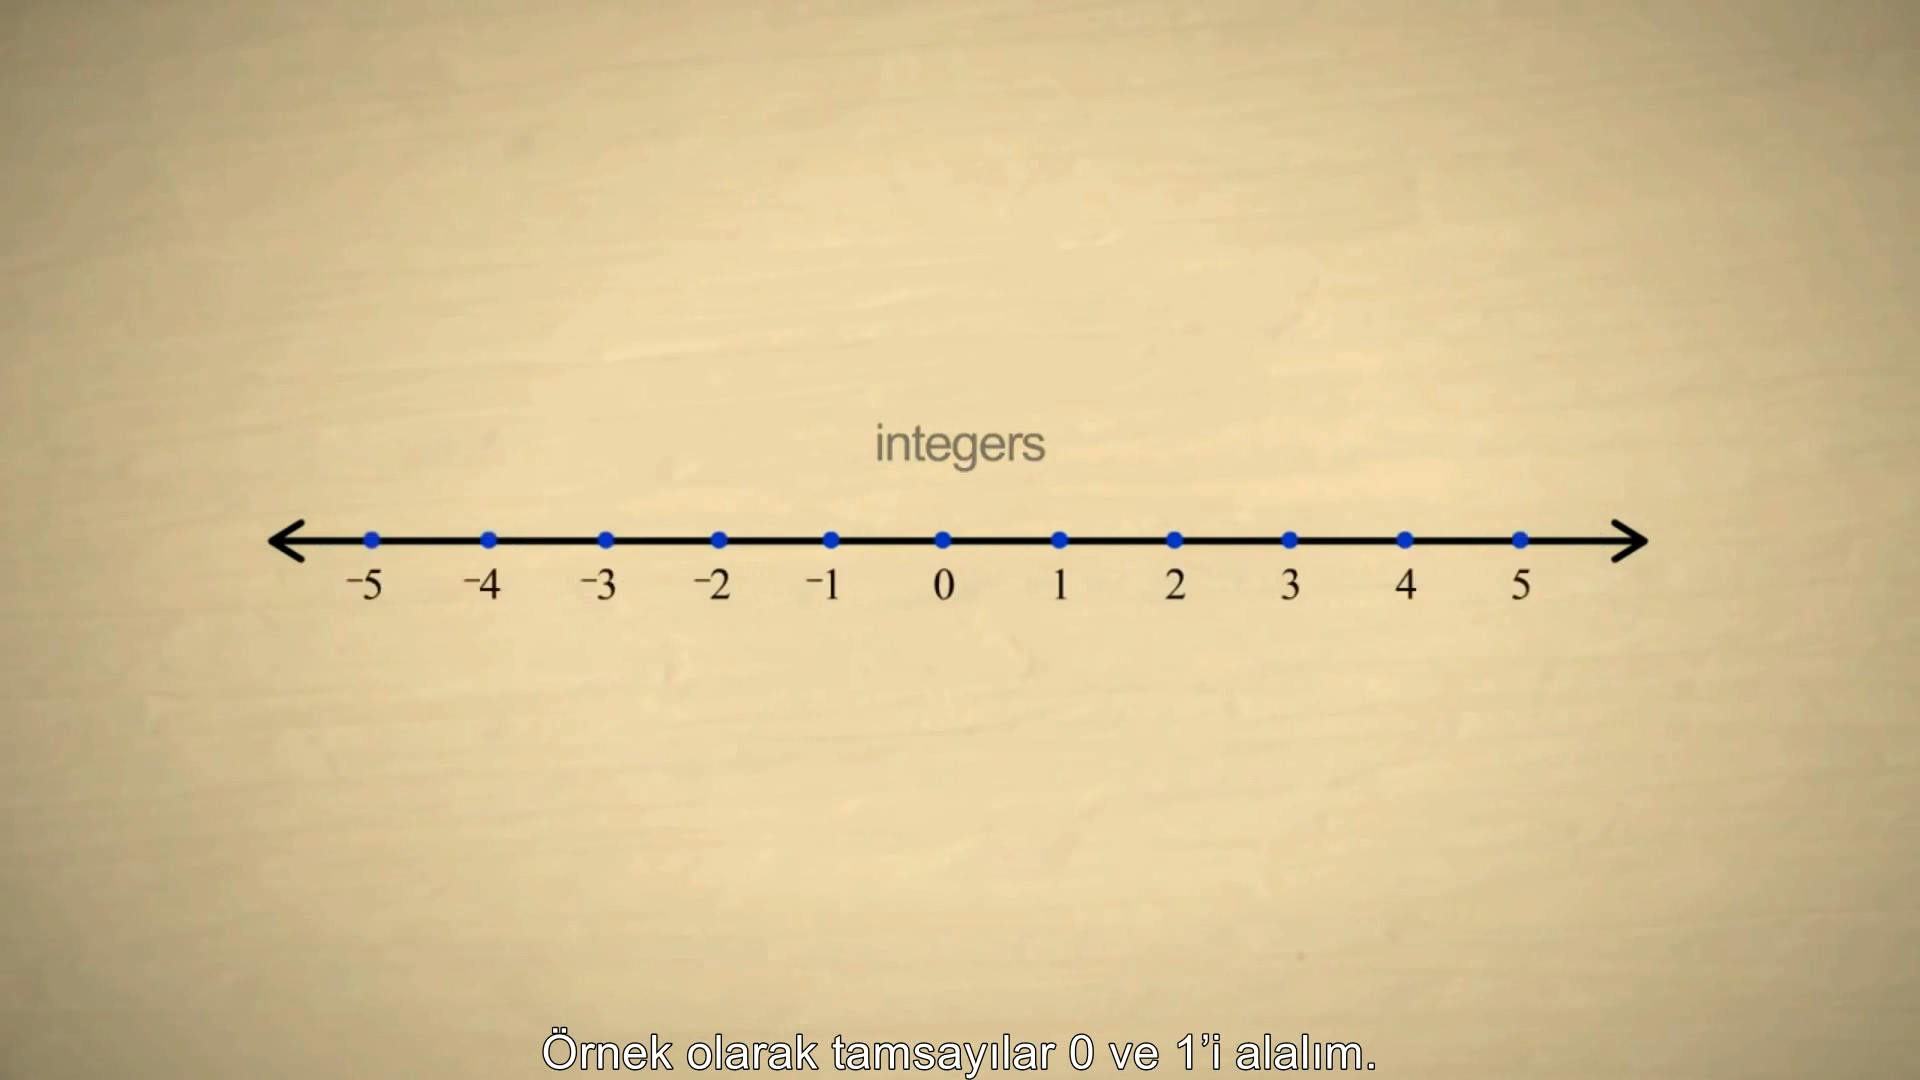 integers
−5 −4 −3 −2 −1 0 1 2 3 4 5
Örnek olarak tamsayılar 0 ve 1’i alalım.